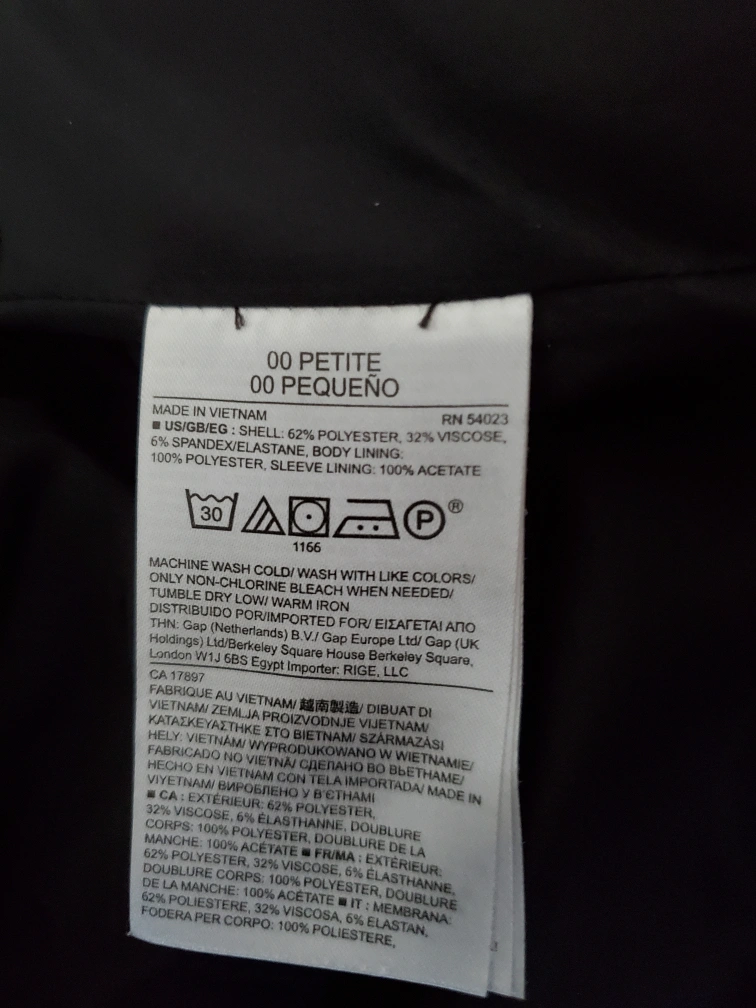 00 PETITE
00 PEQUEÑO
MADE IN VIETNAM RN 54023
■ US/GB/EG : SHELL: 62% POLYESTER, 32% VISCOSE,
6% SPANDEX/ELASTANE, BODY LINING:
100% POLYESTER, SLEEVE LINING: 100% ACETATE
30 P ®
1166
MACHINE WASH COLD/ WASH WITH LIKE COLORS/
ONLY NON-CHLORINE BLEACH WHEN NEEDED/
TUMBLE DRY LOW/ WARM IRON
DISTRIBUIDO POR/IMPORTED FOR/ ΕΙΣΑΓΕΤΑΙ ΑΠΟ
ΤΗΝ: Gap (Netherlands) B.V./ Gap Europe Ltd/ Gap (UK
Holdings) Ltd/Berkeley Square House Berkeley Square,
London W1J 6BS Egypt Importer: RIGE, LLC
CA 17897
FABRIQUE AU VIETNAM/ 越南製造/ DIBUAT DI
VIETNAM/ ZEMLJA PROIZVODNJE VIJETNAM/
ΚΑΤΑΣΚΕΥΑΣΤΗΚΕ ΣΤΟ ΒΙΕΤΝΑΜ/ SZÁRMAZÁSI
HELY: VIETNÁM/ WYPRODUKOWANO W WIETNAMIE/
FABRICADO NO VIETNÃ/ СДЕЛАНО ВО ВЬЕТНАМЕ/
HECHO EN VIETNAM CON TELA IMPORTADA/ MADE IN
VIYETNAM/ ВИРОБЛЕНО У В'ЄТНАМІ
■ CA : EXTÉRIEUR: 62% POLYESTER,
32% VISCOSE, 6% ÉLASTHANNE, DOUBLURE
CORPS: 100% POLYESTER, DOUBLURE DE LA
MANCHE: 100% ACÉTATE ■ FR/MA : EXTÉRIEUR:
62% POLYESTER, 32% VISCOSE, 6% ÉLASTHANNE,
DOUBLURE CORPS: 100% POLYESTER, DOUBLURE
DE LA MANCHE: 100% ACÉTATE ■ IT : MEMBRANA:
62% POLIESTERE, 32% VISCOSA, 6% ELASTAN,
FODERA PER CORPO: 100% POLIESTERE,